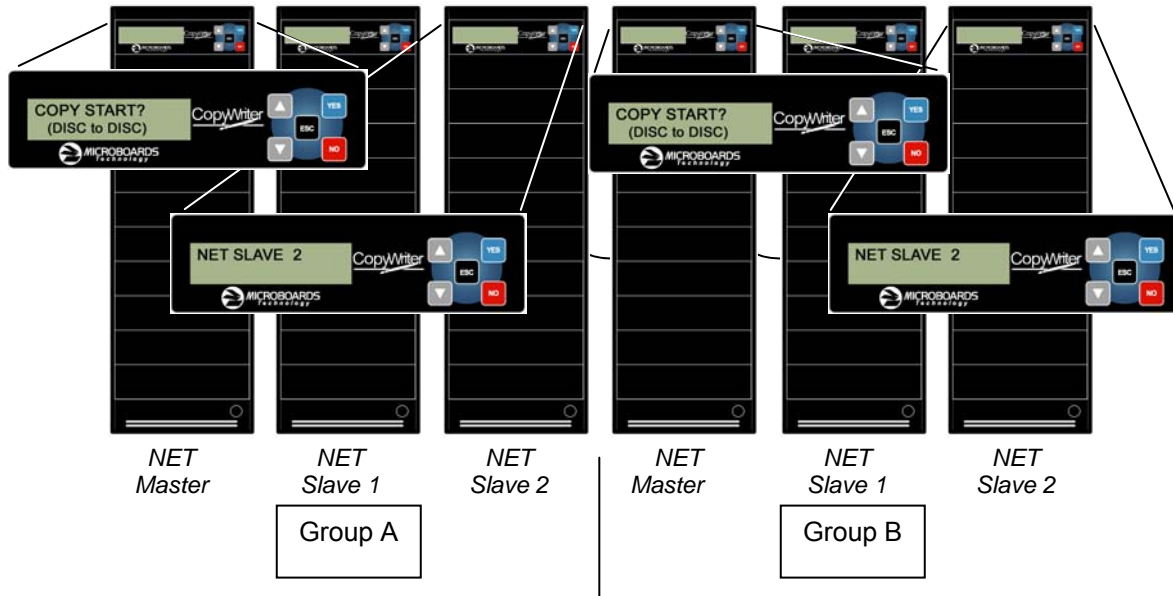 COPY START?
(DISC to DISC)
CopyWriter
YES
ESC
NO
MICROBOARDS
Technology
NET SLAVE 2
CopyWriter
YES
ESC
NO
MICROBOARDS
Technology
COPY START?
(DISC to DISC)
CopyWriter
YES
ESC
NO
MICROBOARDS
Technology
NET SLAVE 2
CopyWriter
YES
ESC
NO
MICROBOARDS
Technology
NET
Master
NET
Slave 1
NET
Slave 2
NET
Master
NET
Slave 1
NET
Slave 2
Group A
Group B